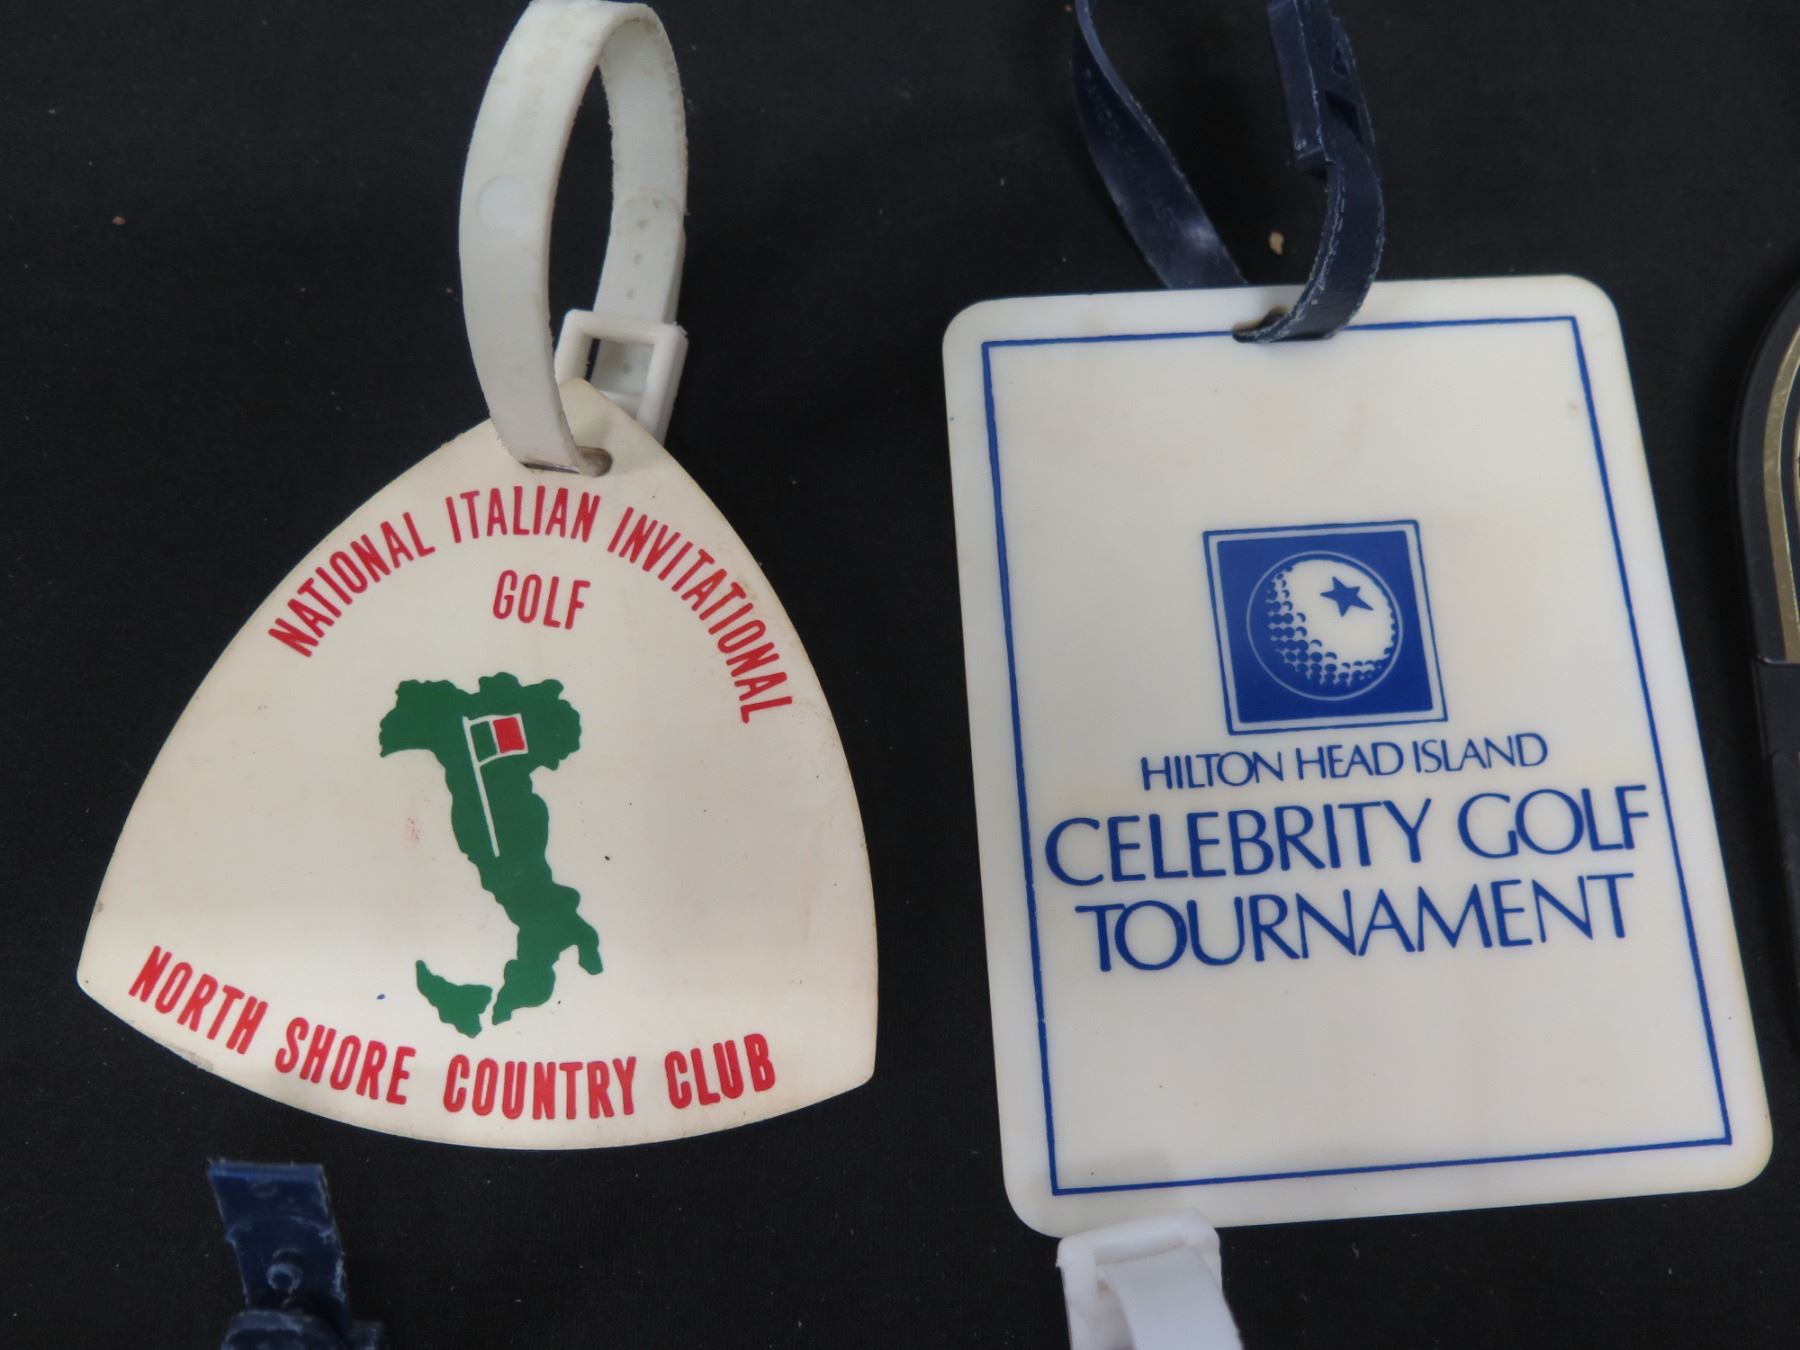 NATIONAL ITALIAN INVITATIONAL
GOLF
NORTH SHORE COUNTRY CLUB
HILTON HEAD ISLAND
CELEBRITY GOLF
TOURNAMENT